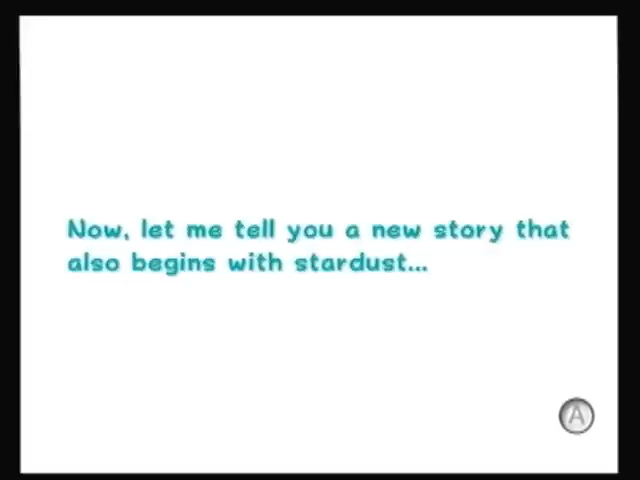 Now, let me tell you a new story that
also begins with stardust...
A